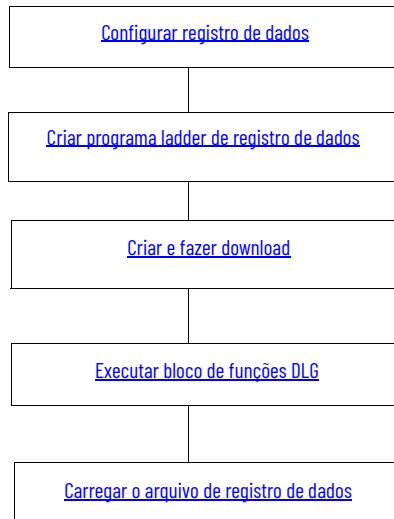 Configurar registro de dados
Criar programa ladder de registro de dados
Criar e fazer download
Executar bloco de funções DLG
Carregar o arquivo de registro de dados